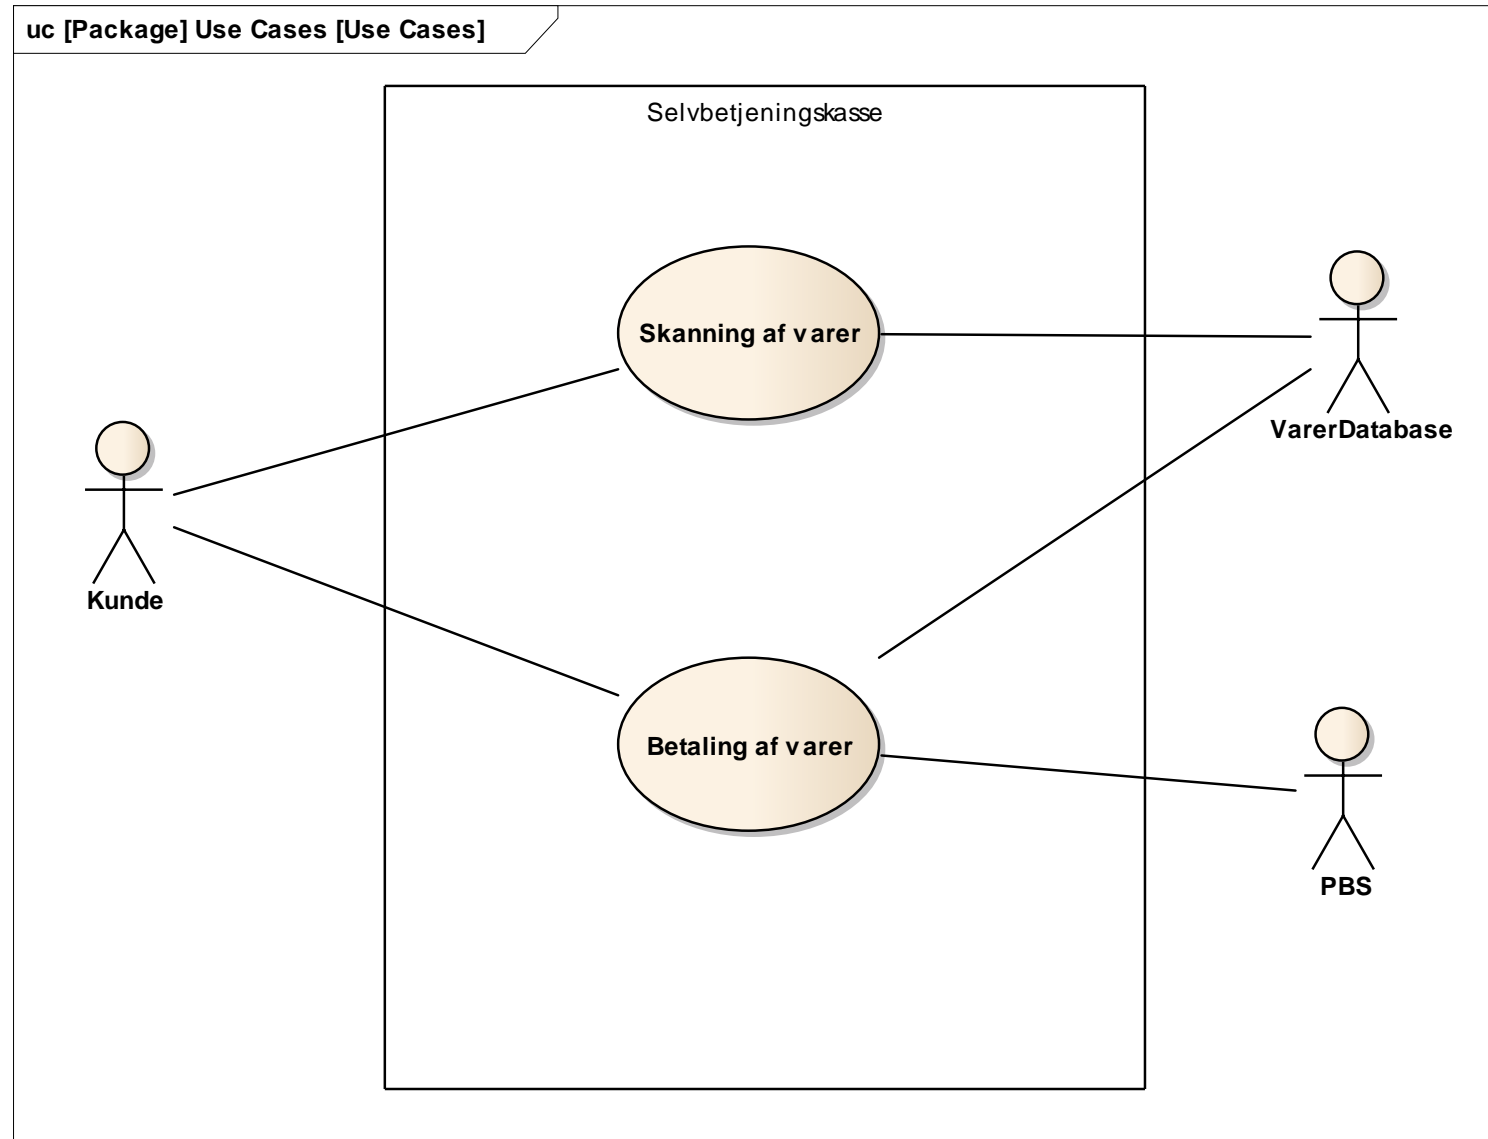 uc [Package] Use Cases [Use Cases]
Selvbetjeningskasse
Skanning af varer
VarerDatabase
Kunde
Betaling af varer
PBS